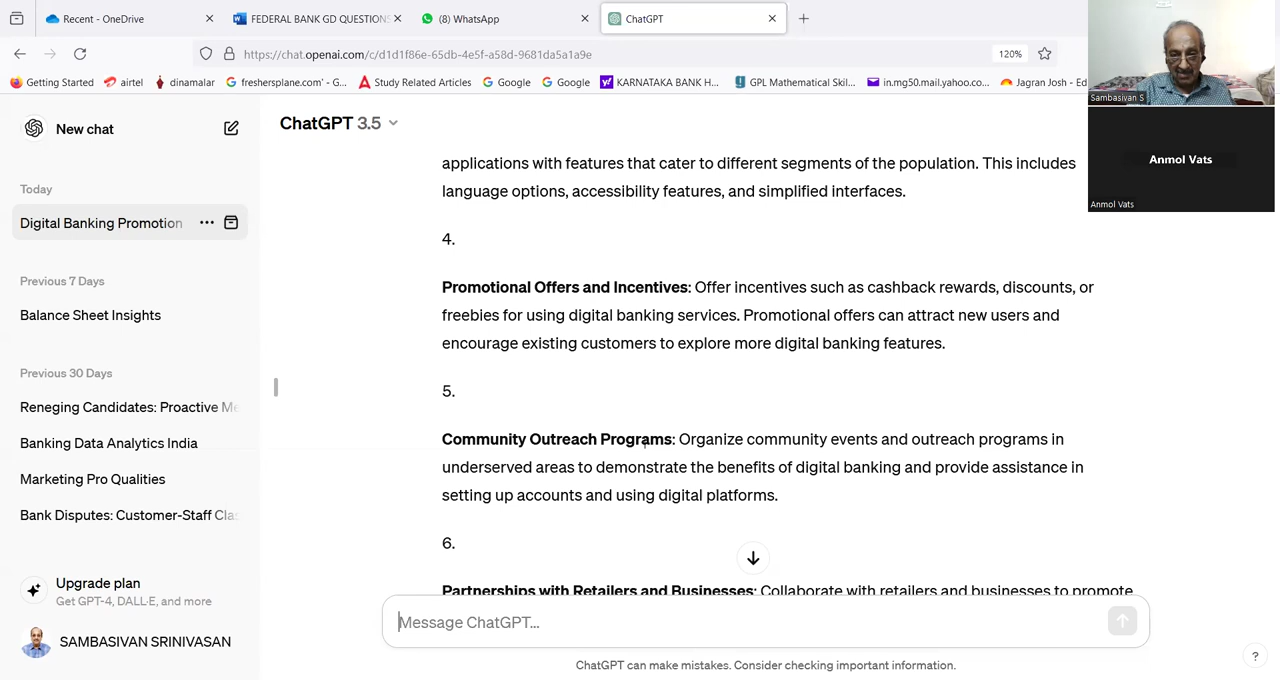 Recent - OneDrive
FEDERAL BANK GD QUESTIONS
(8) WhatsApp
ChatGPT
https://chat.openai.com/c/d1d1f86e-65db-4e5f-a58d-9681da5a1a9e
120%
Getting Started
airtel
dinamalar
freshersplane.com' - G...
Study Related Articles
Google
Google
KARNATAKA BANK H...
GPL Mathematical Skil...
in.mg50.mail.yahoo.co...
Jagran Josh - Ed
Sambasivan S
Anmol Vats
Anmol Vats
New chat
Today
Digital Banking Promotion
Previous 7 Days
Balance Sheet Insights
Previous 30 Days
Reneging Candidates: Proactive Me
Banking Data Analytics India
Marketing Pro Qualities
Bank Disputes: Customer-Staff Clas
Upgrade plan
Get GPT-4, DALL·E, and more
SAMBASIVAN SRINIVASAN
ChatGPT 3.5
applications with features that cater to different segments of the population. This includes
language options, accessibility features, and simplified interfaces.
4.
Promotional Offers and Incentives: Offer incentives such as cashback rewards, discounts, or
freebies for using digital banking services. Promotional offers can attract new users and
encourage existing customers to explore more digital banking features.
5.
Community Outreach Programs: Organize community events and outreach programs in
underserved areas to demonstrate the benefits of digital banking and provide assistance in
setting up accounts and using digital platforms.
6.
Partnerships with Retailers and Businesses: Collaborate with retailers and businesses to promote
Message ChatGPT...
ChatGPT can make mistakes. Consider checking important information.
?